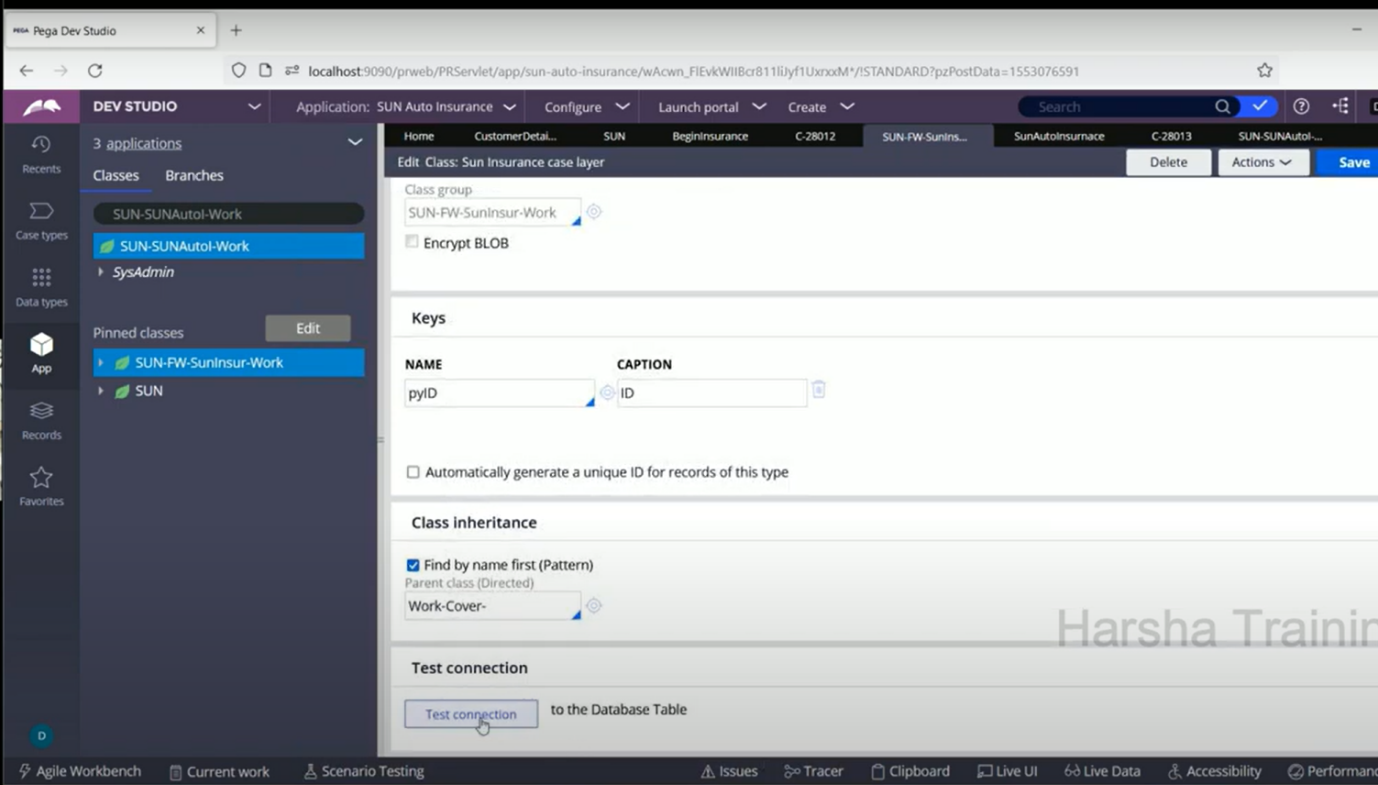 PEGA Pega Dev Studio
localhost:9090/prweb/PRServlet/app/sun-auto-insurance/
DEV STUDIO
Application: SUN Auto Insurance
Configure
Launch portal
Create
Search
Recents
Case types
Data types
App
Records
Favorites
D
3 applications
Classes Branches
SUN-SUNAutoI-Work
SUN-SUNAutoI-Work
SysAdmin
Pinned classes Edit
SUN-FW-SunInsur-Work
SUN
Home CustomerDetai... SUN BeginInsurance C-28012 SUN-FW-SunIns... SunAutoInsurnace C-28013 SUN-SUNAutoI-...
Edit Class: Sun Insurance case layer
Delete Actions Save
Class group
SUN-FW-SunInsur-Work
Encrypt BLOB
Keys
NAME CAPTION
pyID ID
Automatically generate a unique ID for records of this type
Class inheritance
Find by name first (Pattern)
Parent class (Directed)
Work-Cover-
Harsha Trainin
Test connection
Test connection to the Database Table
Agile Workbench Current work Scenario Testing Issues Tracer Clipboard Live UI Live Data Accessibility Performanc